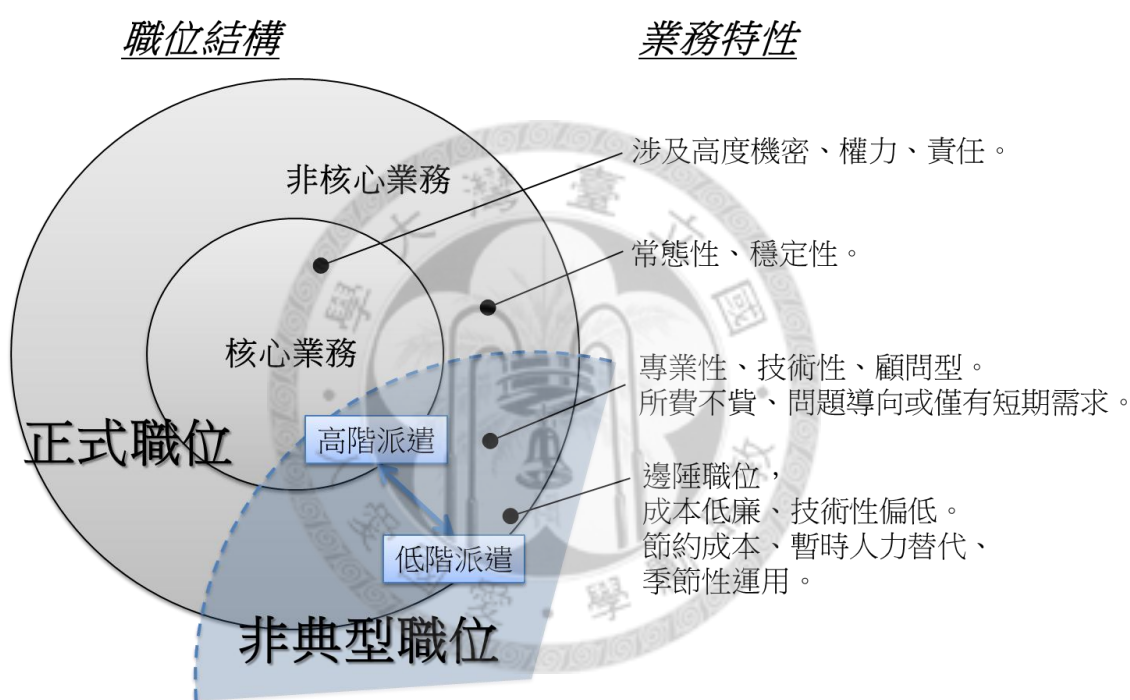 職位結構
業務特性
非核心業務
涉及高度機密、權力、責任。
常態性、穩定性。
核心業務
專業性、技術性、顧問型。
所費不貲、問題導向或僅有短期需求。
正式職位
高階派遣
邊陲職位，
成本低廉、技術性偏低。
節約成本、暫時人力替代、
季節性運用。
低階派遣
非典型職位